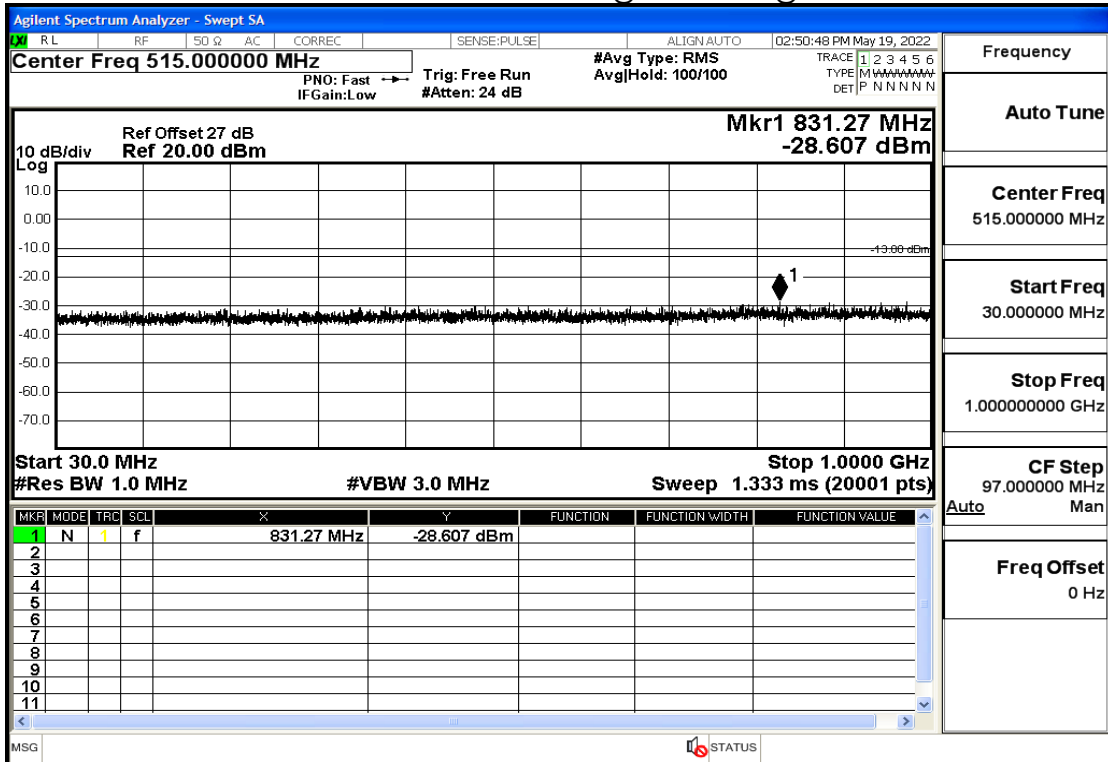 Agilent Spectrum Analyzer - Swept SA
LXI RL RF 50 Ω AC CORREC SENSE:PULSE ALIGN AUTO 02:50:48 PM May 19, 2022
Center Freq 515.000000 MHz
PNO: Fast
IFGain:Low
Trig: Free Run
#Atten: 24 dB
#Avg Type: RMS
Avg|Hold: 100/100
TRACE 1 2 3 4 5 6
TYPE M
DET P N N N N N
Ref Offset 27 dB
10 dB/div Ref 20.00 dBm
Log
Mkr1 831.27 MHz
-28.607 dBm
10.0
0.00
-10.0
-13.00 dBm
-20.0
1
-30.0
-40.0
-50.0
-60.0
-70.0
Start 30.0 MHz Stop 1.0000 GHz
#Res BW 1.0 MHz #VBW 3.0 MHz Sweep 1.333 ms (20001 pts)
MKR MODE TRC SCL X Y FUNCTION FUNCTION WIDTH FUNCTION VALUE
1 N 1 f 831.27 MHz -28.607 dBm
2
3
4
5
6
7
8
9
10
11
MSG STATUS
Frequency
Auto Tune
Center Freq
515.000000 MHz
Start Freq
30.000000 MHz
Stop Freq
1.000000000 GHz
CF Step
97.000000 MHz
Auto Man
Freq Offset
0 Hz